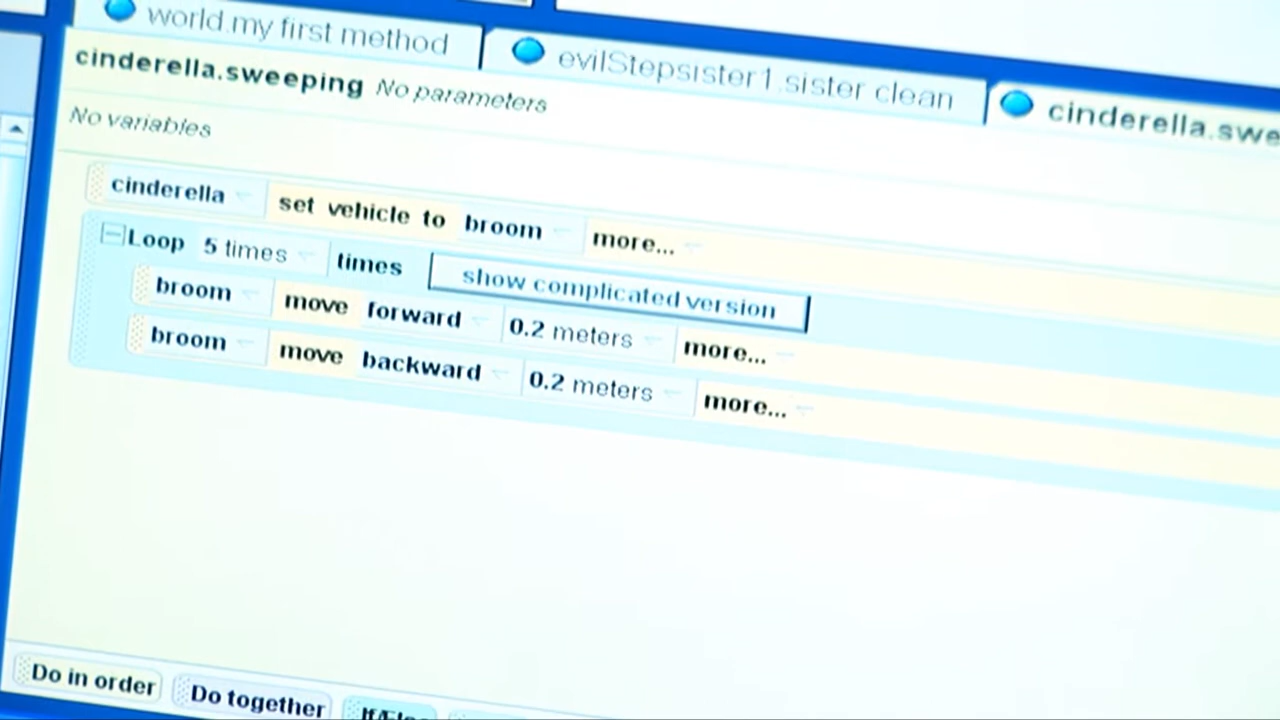 world.my first method
evilStepsister1.sister clean
cinderella.swe
cinderella.sweeping No parameters
No variables
cinderella set vehicle to broom more...
Loop 5 times times show complicated version
broom move forward 0.2 meters more...
broom move backward 0.2 meters more...
Do in order Do together If/Else